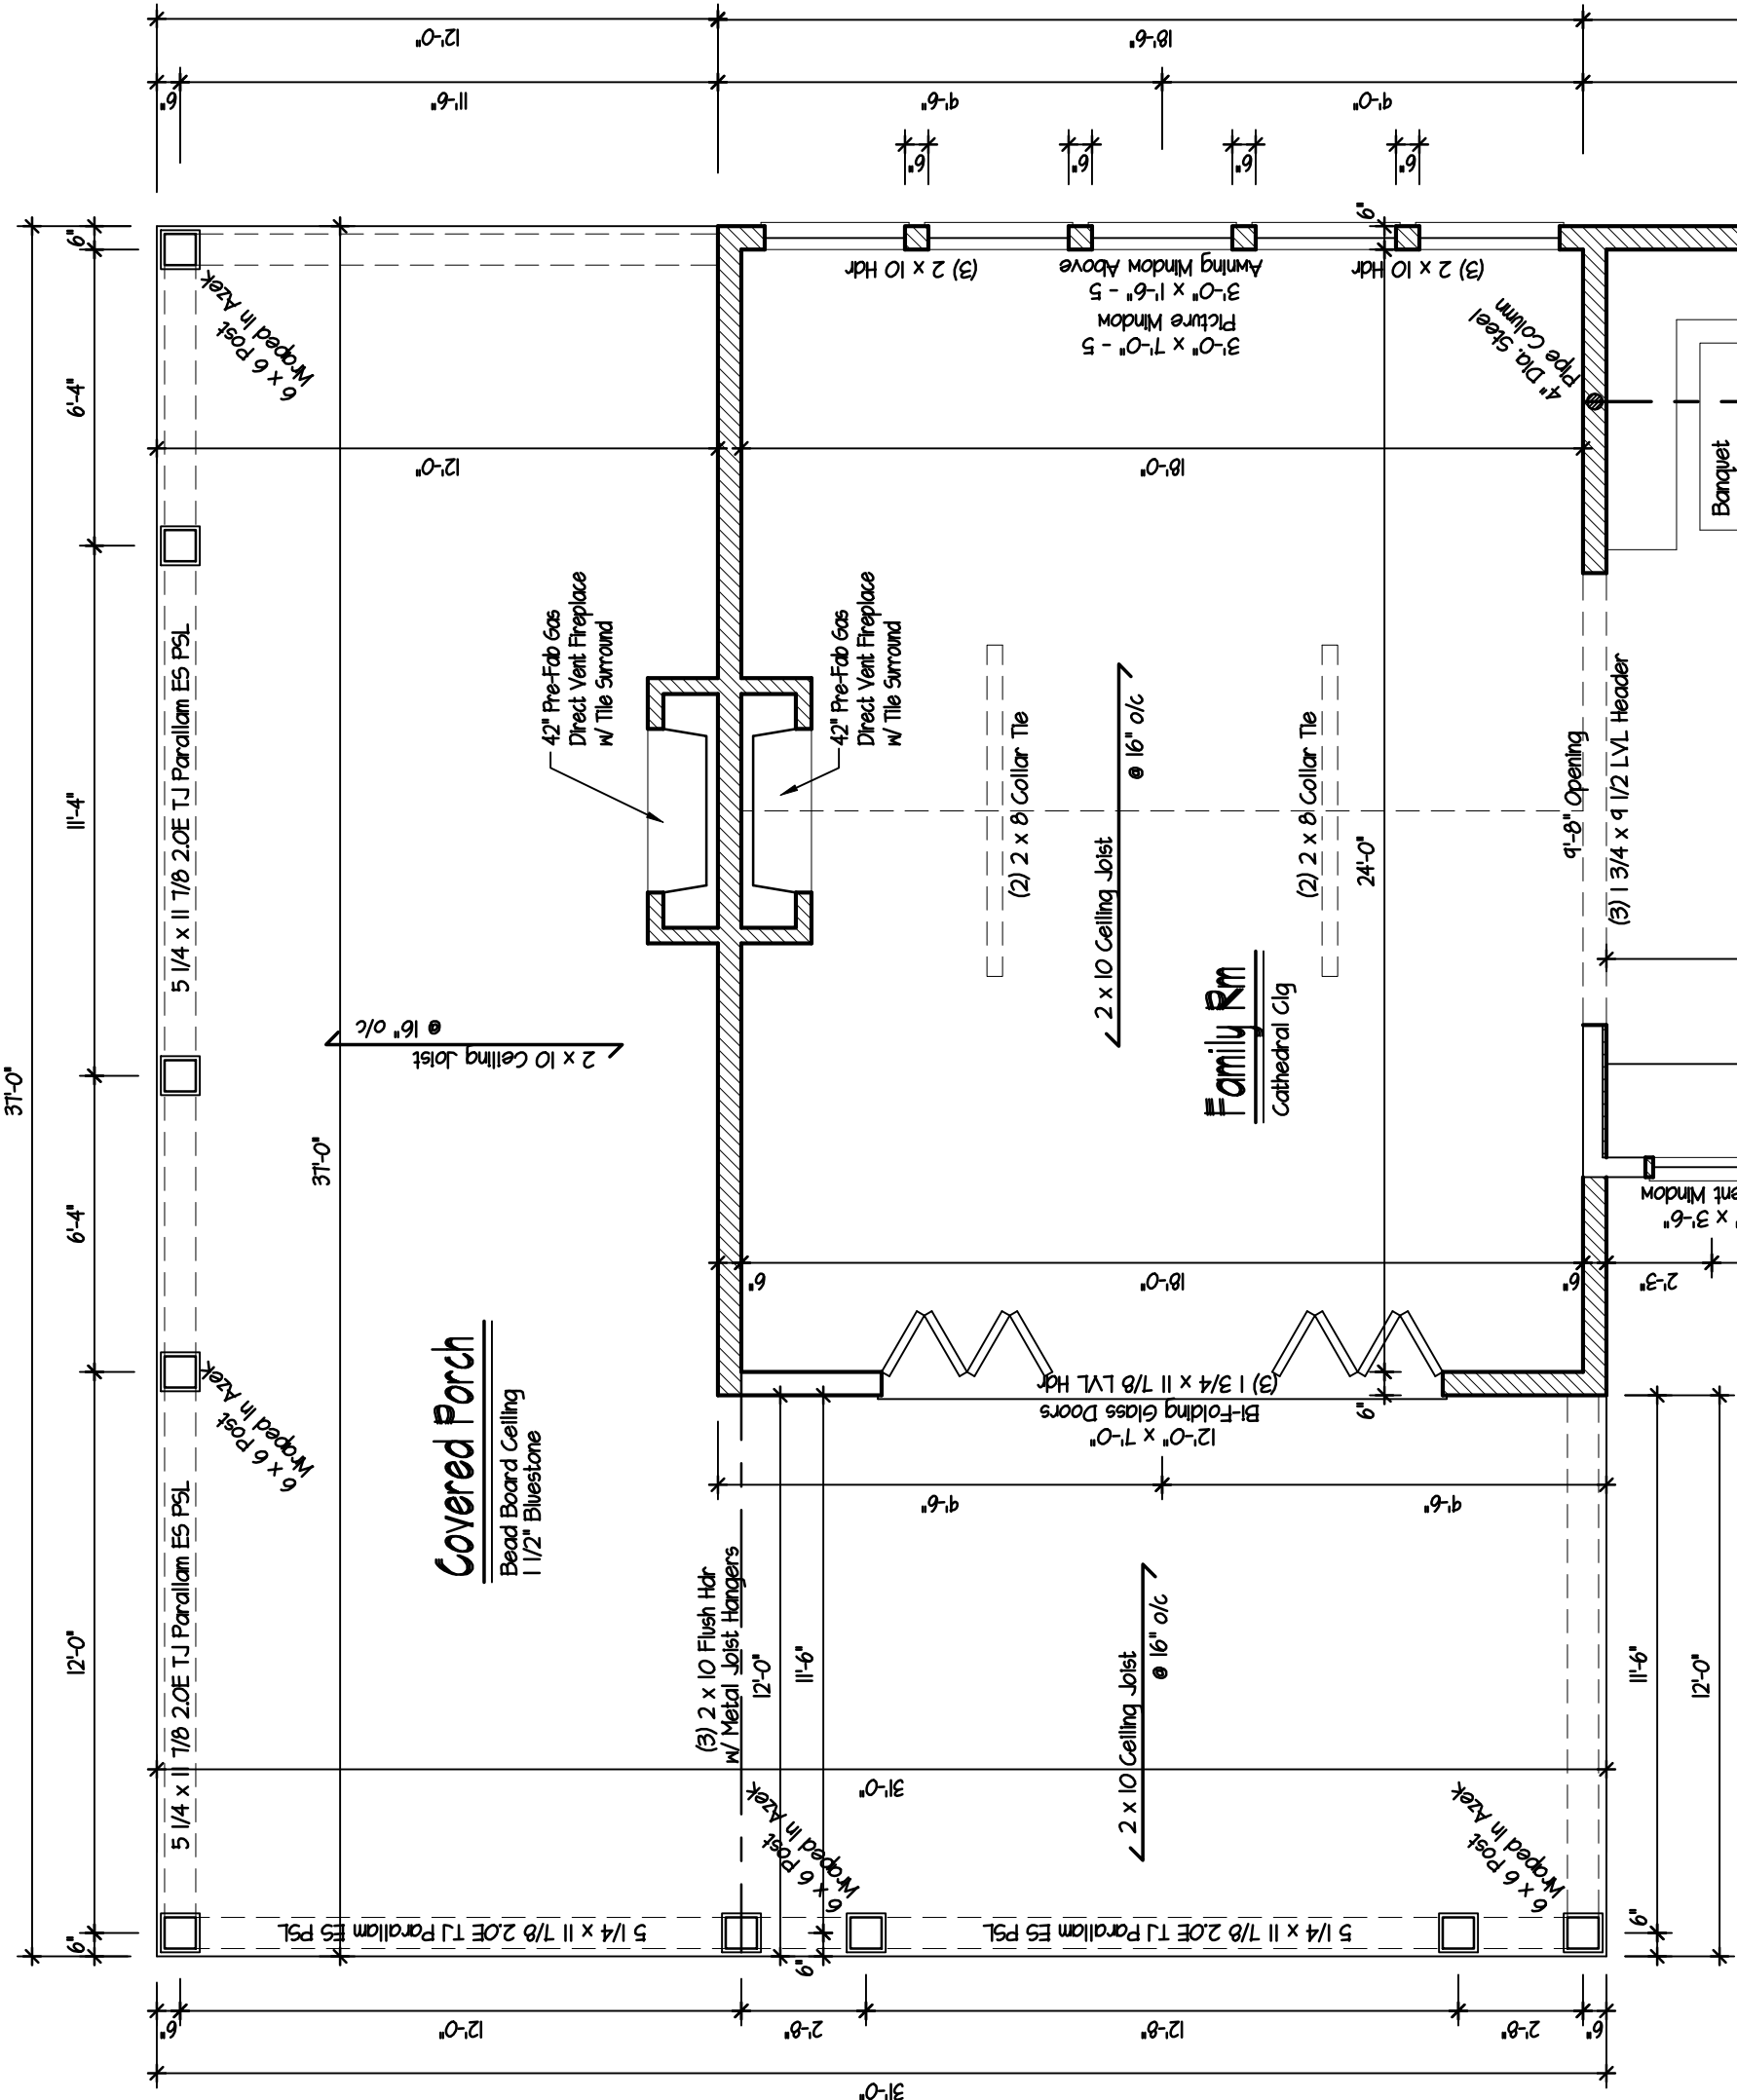 12'-0"
18'-6"
6"
11'-6"
9'-6"
9'-0"
6"
6"
6"
6"
37'-0"
6"
6'-4"
11'-4"
6'-4"
12'-0"
6"
37'-0"
6 x 6 Post
Wraped In Azek
12'-0"
18'-0"
6"
(3) 2 x 10 Hdr
Awning Window Above
3'-0" x 1'-6" - 5
Picture Window
3'-0" x 7'-0" - 5
(3) 2 x 10 Hdr
4" Dia. Steel
Pipe Column
Banquet
5 1/4 x 11 7/8 2.0E TJ Parallam ES PSL
42" Pre-Fab Gas
Direct Vent Fireplace
w/ Tile Surround
42" Pre-Fab Gas
Direct Vent Fireplace
w/ Tile Surround
2 x 10 Ceiling Joist
@ 16" o/c
(2) 2 x 8 Collar Tie
2 x 10 Ceiling Joist
@ 16" o/c
(2) 2 x 8 Collar Tie
24'-0"
9'-8" Opening
(3) 1 3/4 x 9 1/2 LVL Header
Family Rm
Cathedral Clg
ent Window
" x 3'-6"
6"
18'-0"
6"
2'-3"
6 x 6 Post
Wraped In Azek
Covered Porch
Bead Board Ceiling
1 1/2" Bluestone
(3) 1 3/4 x 11 7/8 LVL Hdr
Bi-Folding Glass Doors
12'-0" x 7'-0"
6"
9'-6"
9'-6"
5 1/4 x 11 7/8 2.0E TJ Parallam ES PSL
(3) 2 x 10 Flush Hdr
w/ Metal Joist Hangers
12'-0"
11'-6"
2 x 10 Ceiling Joist
@ 16" o/c
11'-6"
12'-0"
31'-0"
6 x 6 Post
Wraped In Azek
6 x 6 Post
Wraped In Azek
5 1/4 x 11 7/8 2.0E TJ Parallam ES PSL
5 1/4 x 11 7/8 2.0E TJ Parallam ES PSL
6"
6"
6"
12'-0"
2'-8"
12'-8"
2'-8"
6"
31'-0"